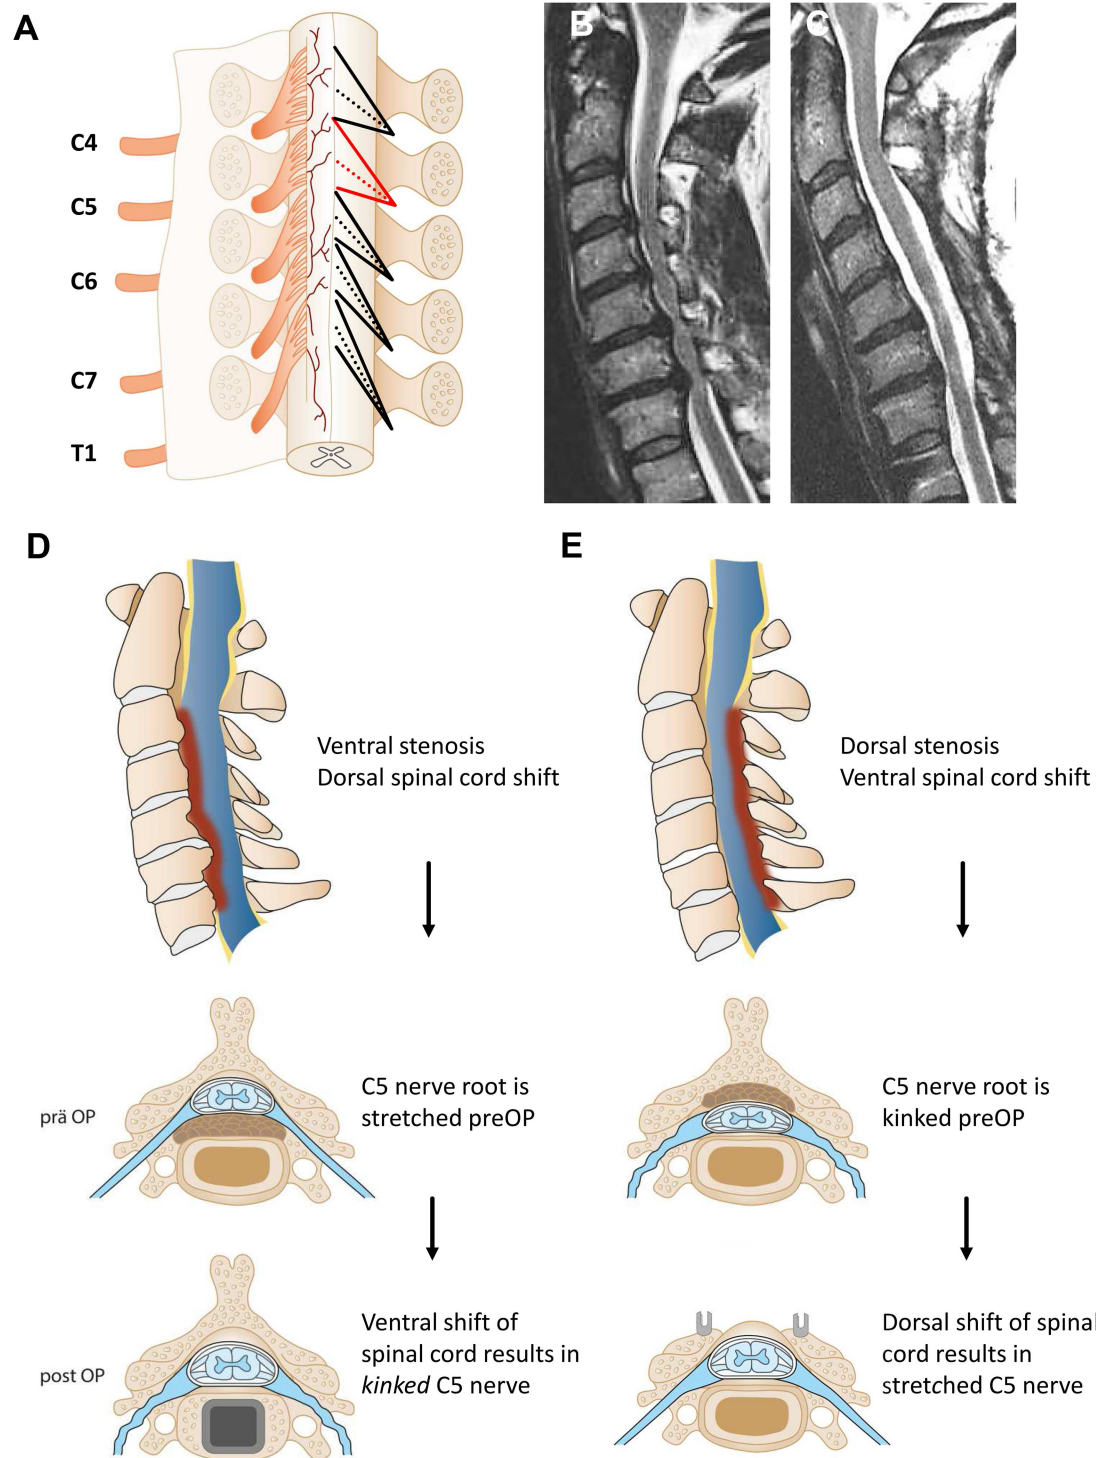 A
B
C
C4
C5
C6
C7
T1
D
E
Ventral stenosis
Dorsal spinal cord shift
Dorsal stenosis
Ventral spinal cord shift
prä OP
C5 nerve root is
stretched preOP
C5 nerve root is
kinked preOP
post OP
Ventral shift of
spinal cord results in
kinked C5 nerve
Dorsal shift of spinal
cord results in
stretched C5 nerve